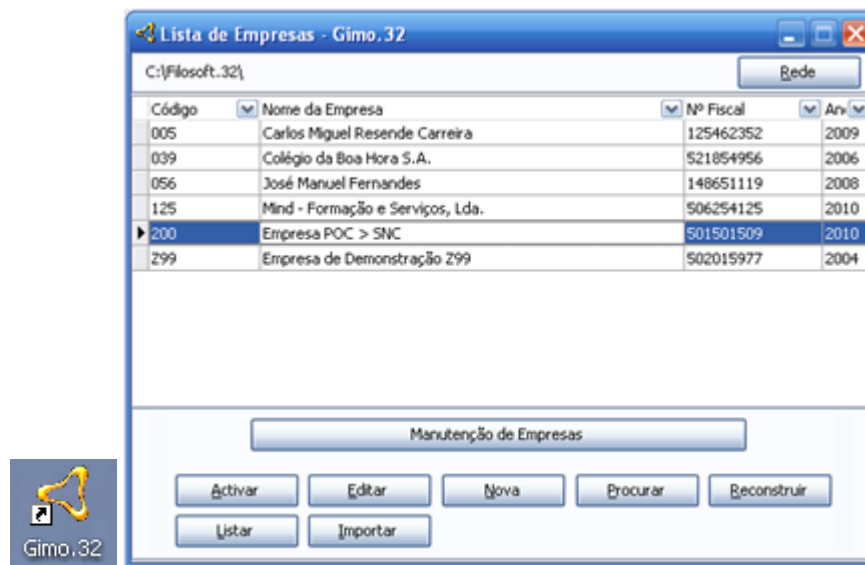 Lista de Empresas - Gimo.32
C:\Filosoft.32\
Rede
Código Nome da Empresa Nº Fiscal
005 Carlos Miguel Resende Carreira 125462352 2009
039 Colégio da Boa Hora S.A. 521854956 2006
056 José Manuel Fernandes 148651119 2008
125 Mind - Formação e Serviços, Lda. 506254125 2010
200 Empresa POC > SNC 501501509 2010
Z99 Empresa de Demonstração Z99 502015977 2004
Manutenção de Empresas
Activar Editar Nova Procurar Reconstruir
Listar Importar
Gimo.32